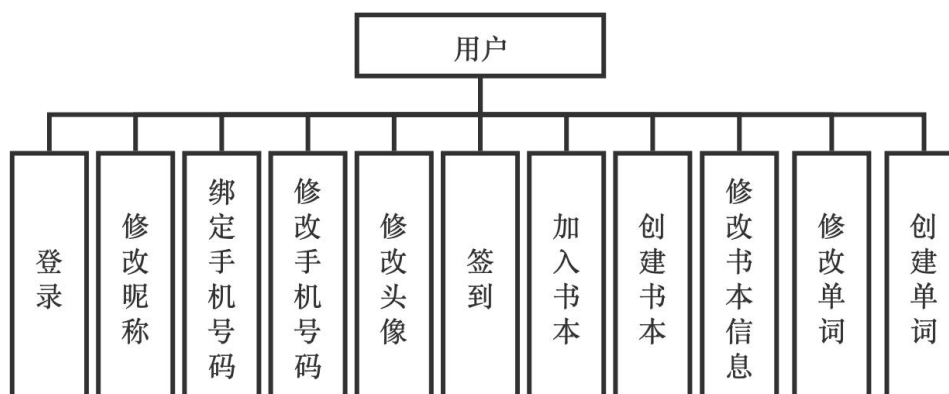 用户
登录
修改昵称
绑定手机号码
修改手机号码
修改头像
签到
加入书本
创建书本
修改书本信息
修改单词
创建单词